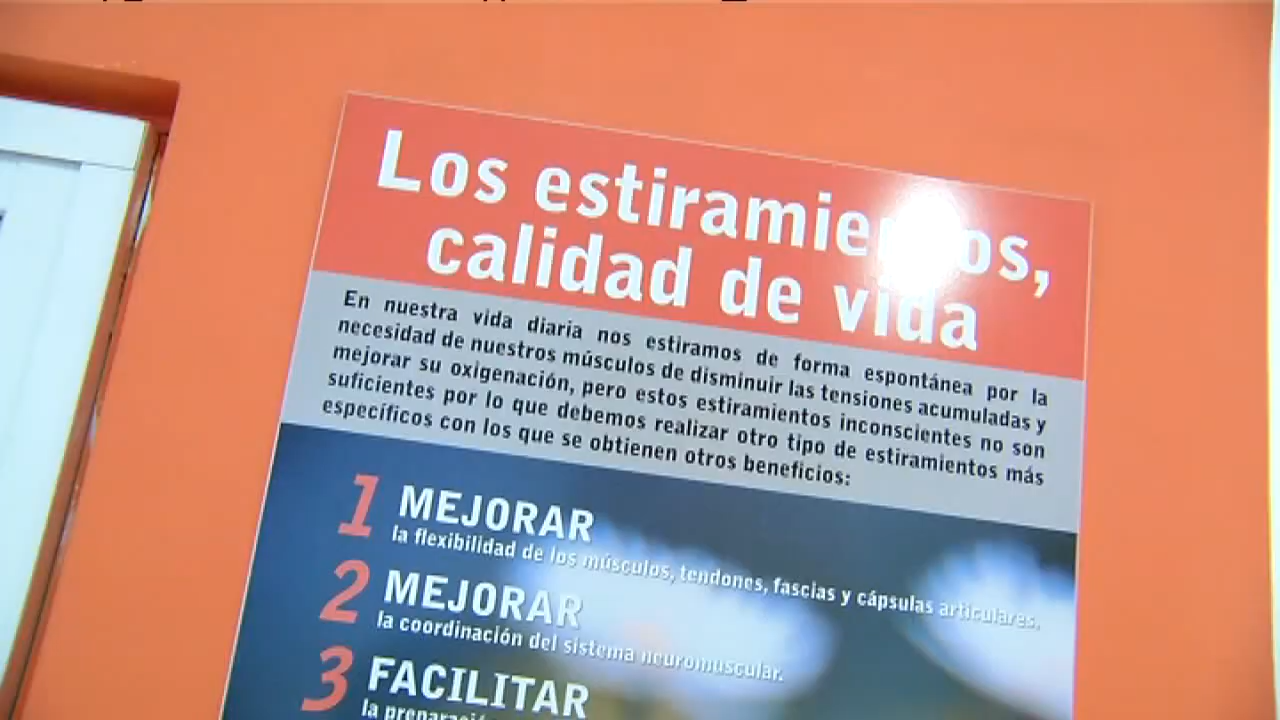 Los estiramientos,
calidad de vida
En nuestra vida diaria nos estiramos de forma espontánea por la
necesidad de nuestros músculos de disminuir las tensiones acumuladas y
mejorar su oxigenación, pero estos estiramientos inconscientes no son
suficientes por lo que debemos realizar otro tipo de estiramientos más
específicos con los que se obtienen otros beneficios:
1 MEJORAR
la flexibilidad de los músculos, tendones, fascias y cápsulas articulares.
2 MEJORAR
la coordinación del sistema neuromuscular.
3 FACILITAR
la